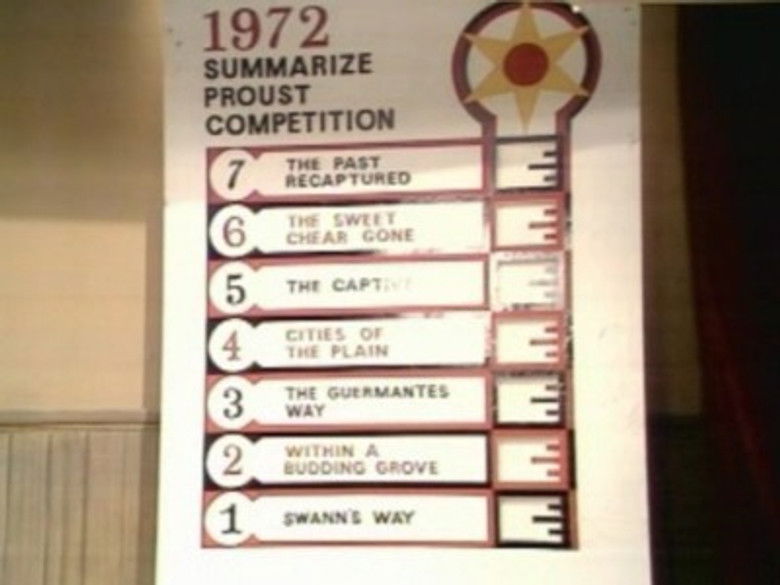 1972
SUMMARIZE
PROUST
COMPETITION
7 THE PAST
RECAPTURED
6 THE SWEET
CHEAR GONE
5 THE CAPTIVE
4 CITIES OF
THE PLAIN
3 THE GUERMANTES
WAY
2 WITHIN A
BUDDING GROVE
1 SWANN'S WAY